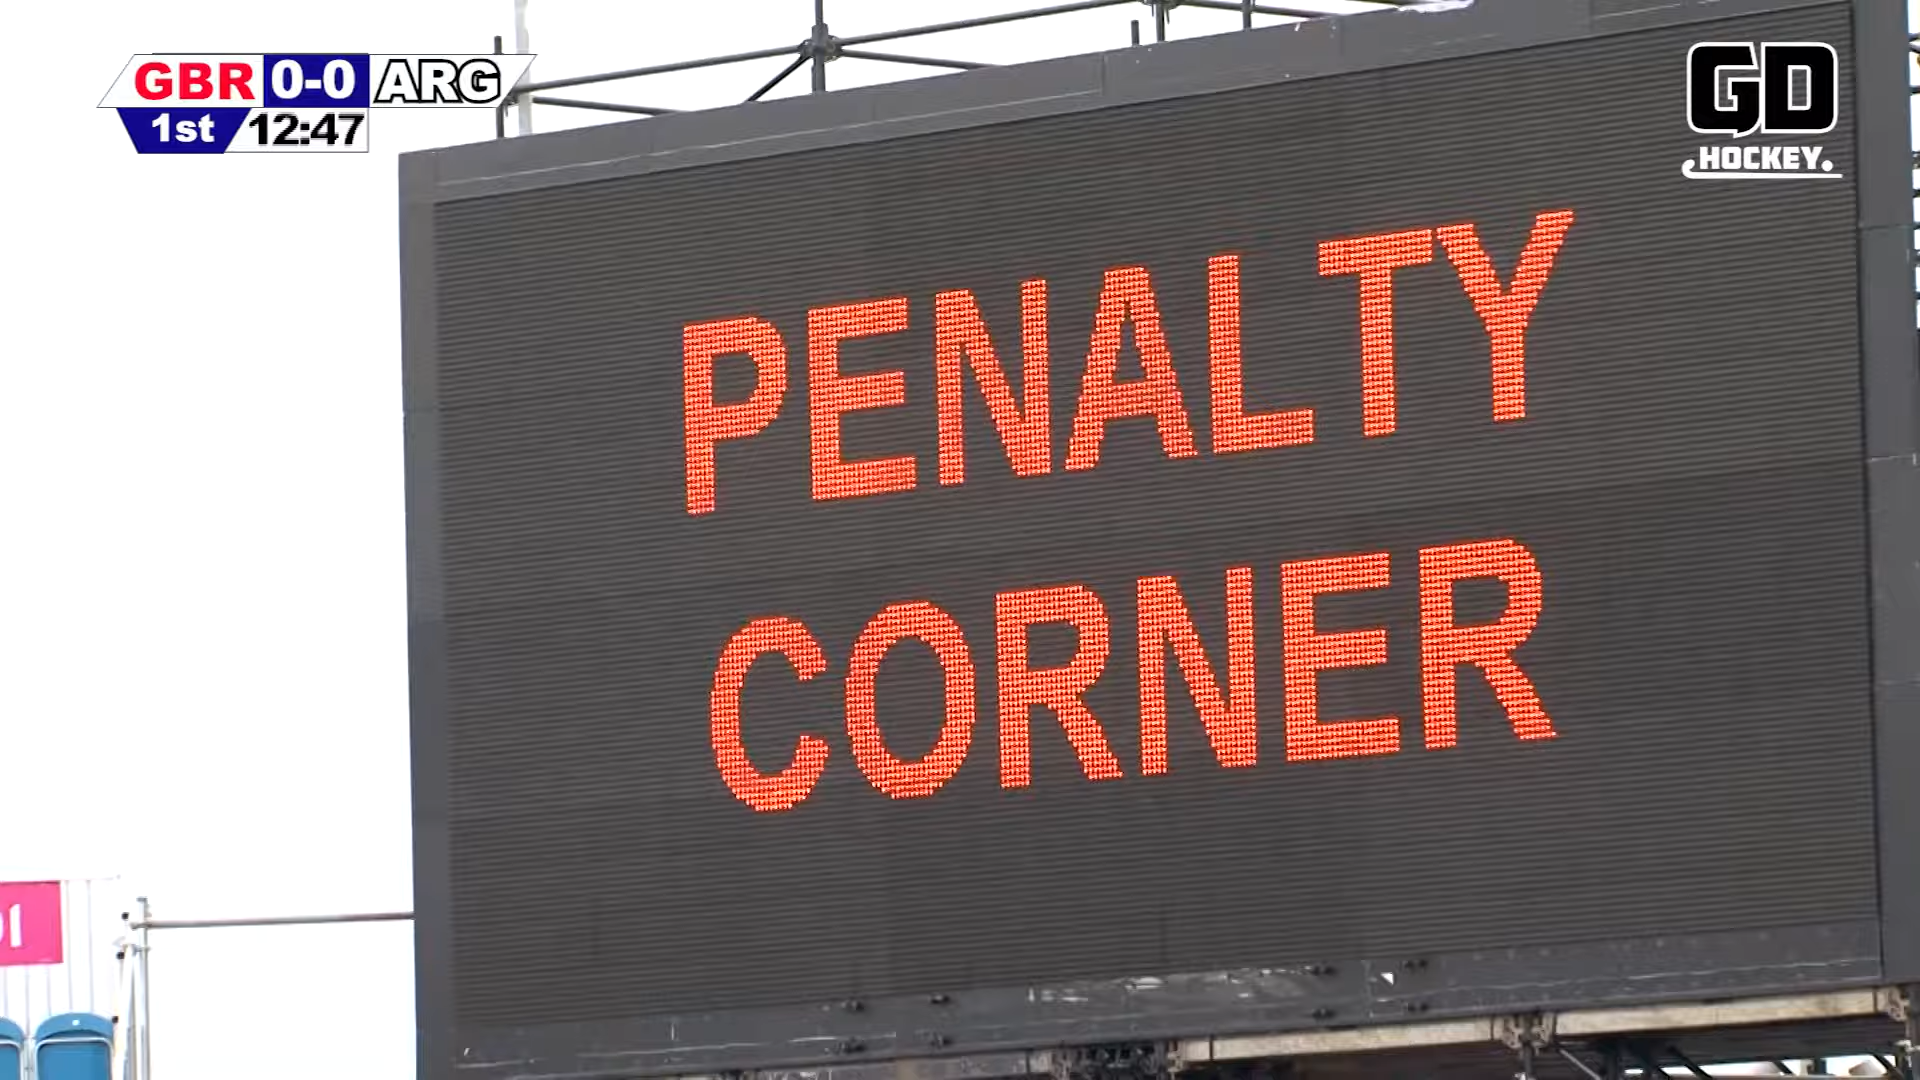 GBR 0-0 ARG
1st 12:47
GD
HOCKEY.
PENALTY
CORNER